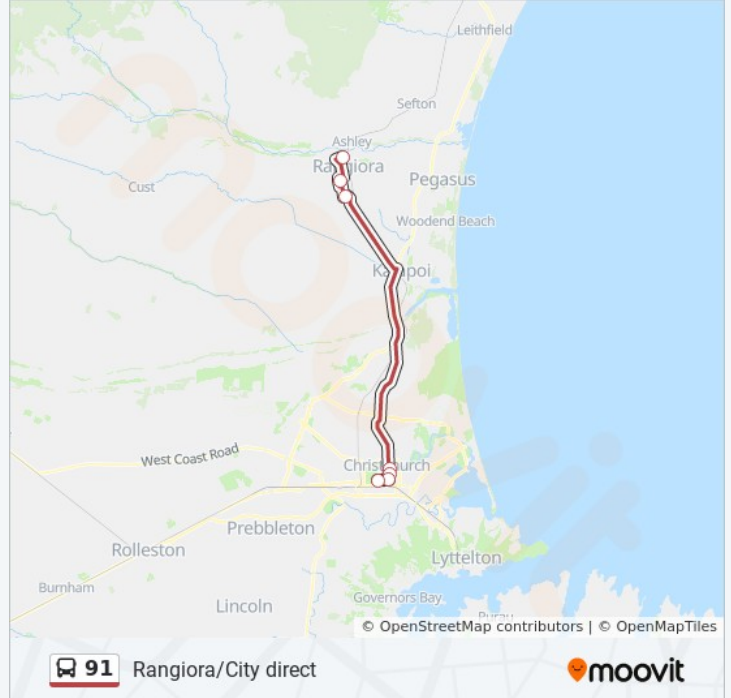 Leithfield
Sefton
Ashley
Rangiora
Cust
Pegasus
Woodend Beach
Kaiapoi
West Coast Road
Christchurch
Prebbleton
Rolleston
Lyttelton
Burnham
Governors Bay
Lincoln
Purau
© OpenStreetMap contributors | © OpenMapTiles
91 Rangiora/City direct
moovit